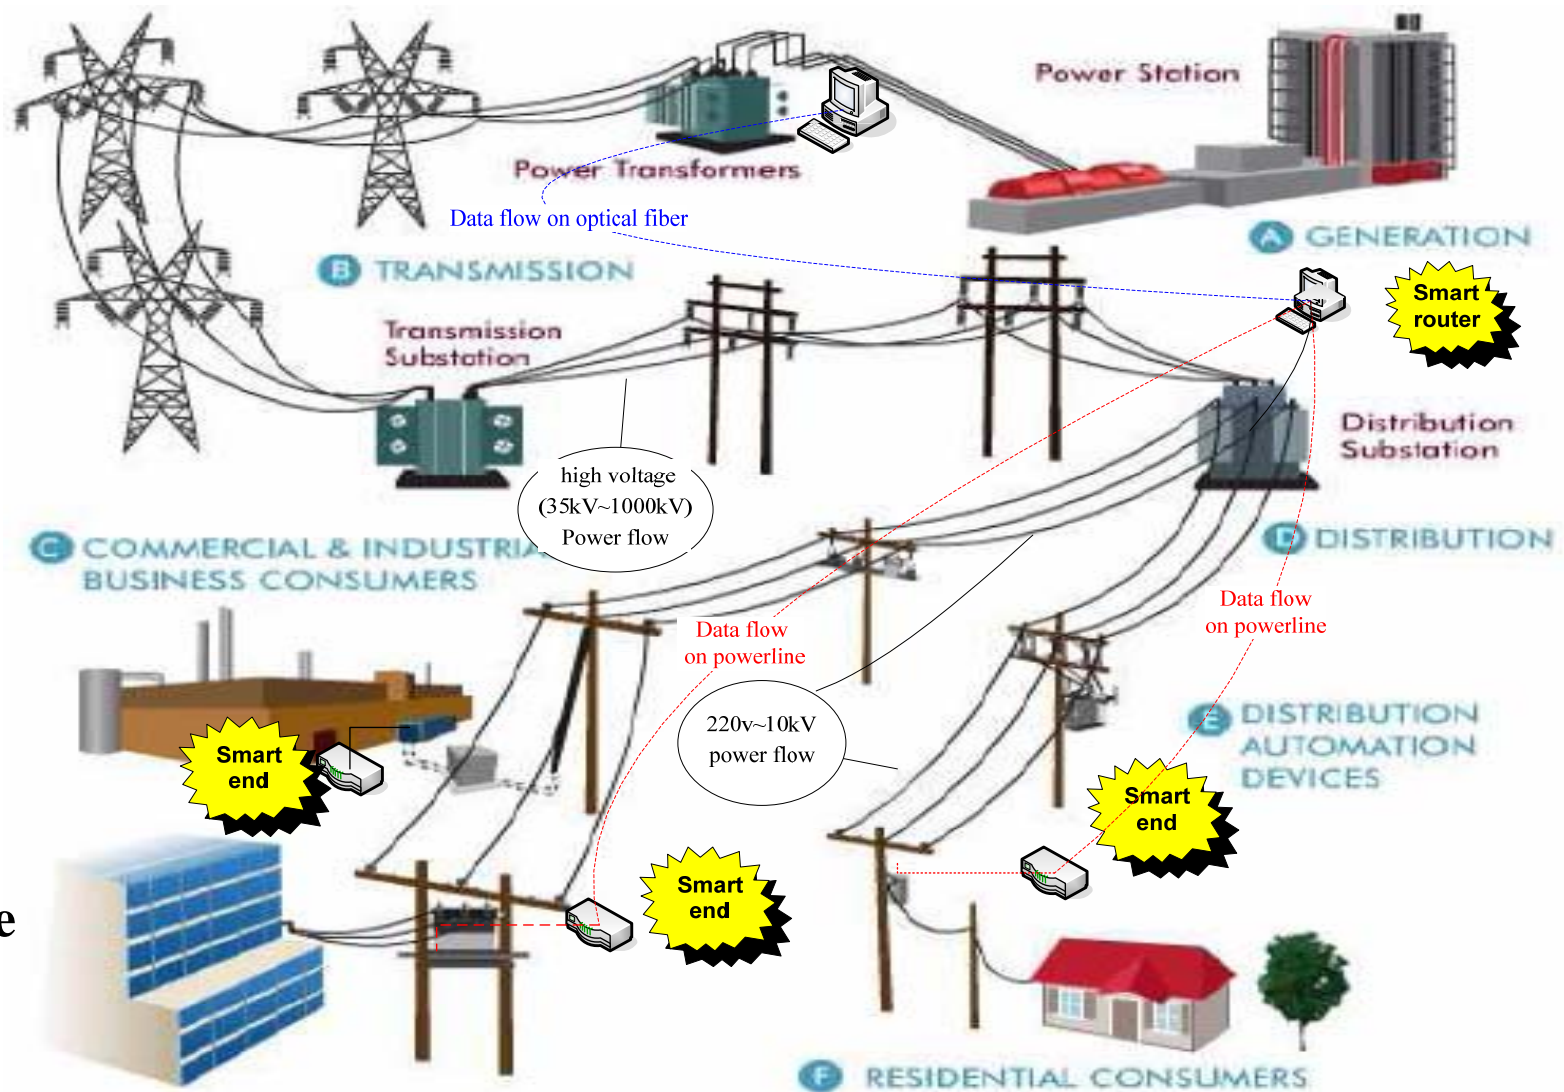 Power Station
Power Transformers
Data flow on optical fiber
A GENERATION
B TRANSMISSION
Smart
router
Transmission
Substation
Distribution
Substation
high voltage
(35kV~1000kV)
Power flow
C COMMERCIAL & INDUSTRIA
BUSINESS CONSUMERS
D DISTRIBUTION
Data flow
on powerline
Data flow
on powerline
220v~10kV
power flow
E DISTRIBUTION
AUTOMATION
DEVICES
Smart
end
Smart
end
Smart
end
e
F RESIDENTIAL CONSUMERS